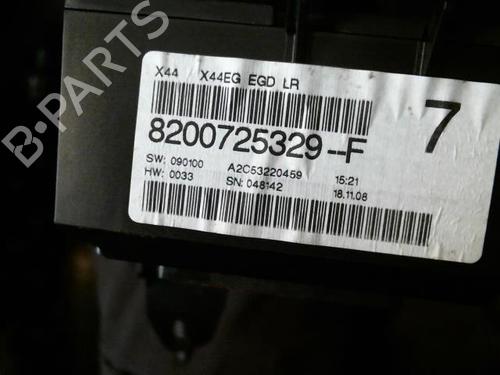 B-PARTS
X44 X44EG EGD LR
7
8200725329--F
SW: 090100 A2C53220459 15:21
HW: 0033 SN: 048142 18.11.08